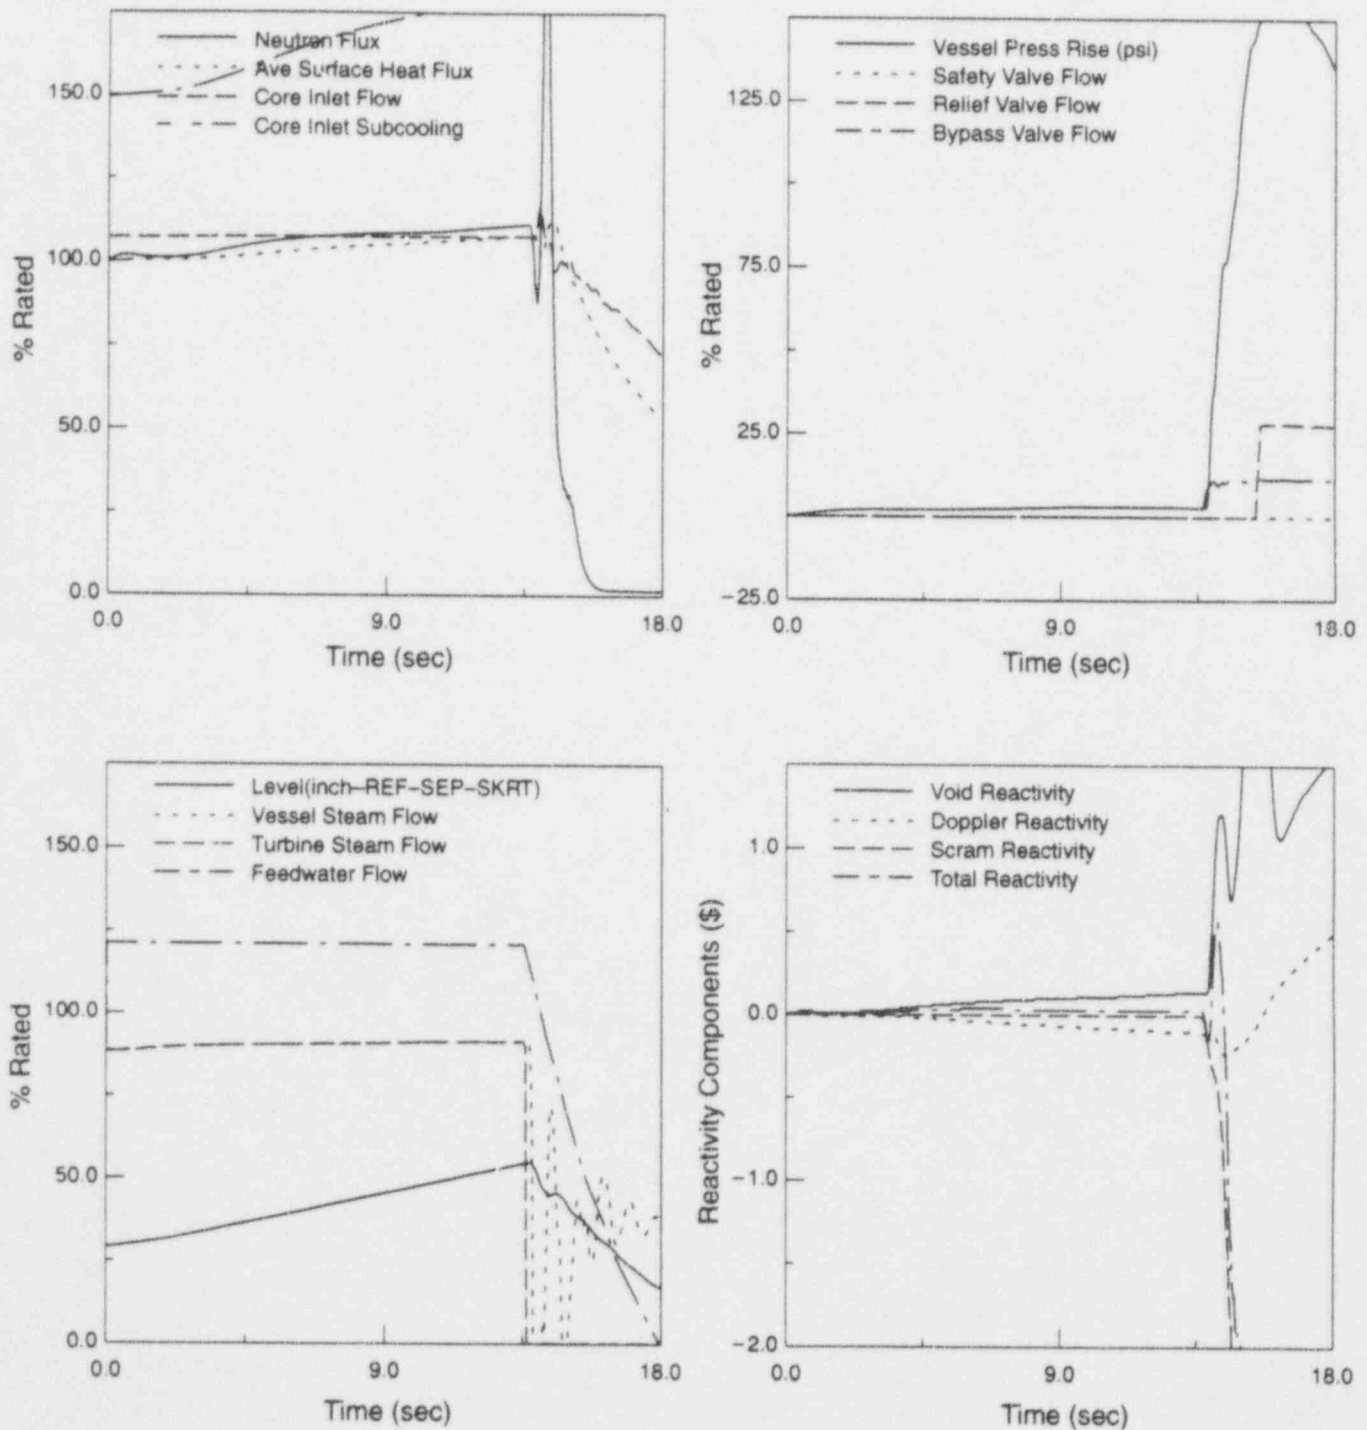 Neutron Flux
Ave Surface Heat Flux
Core Inlet Flow
Core Inlet Subcooling
150.0
100.0
50.0
0.0
% Rated
0.0
9.0
18.0
Time (sec)
Vessel Press Rise (psi)
Safety Valve Flow
Relief Valve Flow
Bypass Valve Flow
125.0
75.0
25.0
-25.0
% Rated
0.0
9.0
18.0
Time (sec)
Level(inch-REF-SEP-SKRT)
Vessel Steam Flow
Turbine Steam Flow
Feedwater Flow
150.0
100.0
50.0
0.0
% Rated
0.0
9.0
18.0
Time (sec)
Void Reactivity
Doppler Reactivity
Scram Reactivity
Total Reactivity
1.0
0.0
-1.0
-2.0
Reactivity Components ($)
0.0
9.0
18.0
Time (sec)